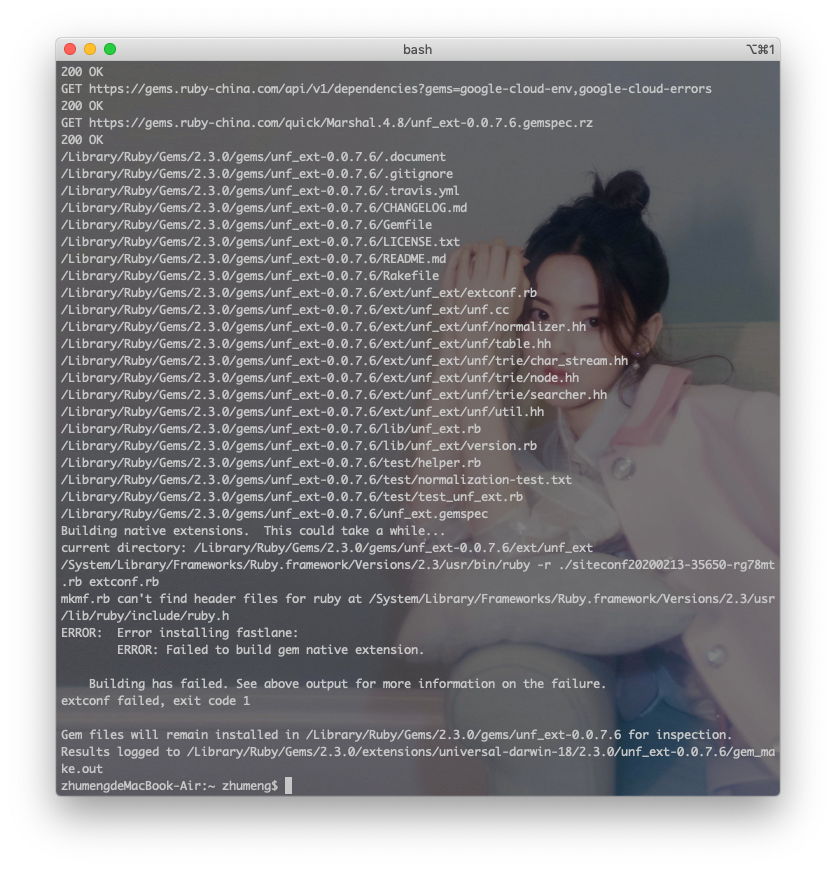 bash
⌥⌘1
200 OK
GET https://gems.ruby-china.com/api/v1/dependencies?gems=google-cloud-env,google-cloud-errors
200 OK
GET https://gems.ruby-china.com/quick/Marshal.4.8/unf_ext-0.0.7.6.gemspec.rz
200 OK
/Library/Ruby/Gems/2.3.0/gems/unf_ext-0.0.7.6/.document
/Library/Ruby/Gems/2.3.0/gems/unf_ext-0.0.7.6/.gitignore
/Library/Ruby/Gems/2.3.0/gems/unf_ext-0.0.7.6/.travis.yml
/Library/Ruby/Gems/2.3.0/gems/unf_ext-0.0.7.6/CHANGELOG.md
/Library/Ruby/Gems/2.3.0/gems/unf_ext-0.0.7.6/Gemfile
/Library/Ruby/Gems/2.3.0/gems/unf_ext-0.0.7.6/LICENSE.txt
/Library/Ruby/Gems/2.3.0/gems/unf_ext-0.0.7.6/README.md
/Library/Ruby/Gems/2.3.0/gems/unf_ext-0.0.7.6/Rakefile
/Library/Ruby/Gems/2.3.0/gems/unf_ext-0.0.7.6/ext/unf_ext/extconf.rb
/Library/Ruby/Gems/2.3.0/gems/unf_ext-0.0.7.6/ext/unf_ext/unf.cc
/Library/Ruby/Gems/2.3.0/gems/unf_ext-0.0.7.6/ext/unf_ext/unf/normalizer.hh
/Library/Ruby/Gems/2.3.0/gems/unf_ext-0.0.7.6/ext/unf_ext/unf/table.hh
/Library/Ruby/Gems/2.3.0/gems/unf_ext-0.0.7.6/ext/unf_ext/unf/trie/char_stream.hh
/Library/Ruby/Gems/2.3.0/gems/unf_ext-0.0.7.6/ext/unf_ext/unf/trie/node.hh
/Library/Ruby/Gems/2.3.0/gems/unf_ext-0.0.7.6/ext/unf_ext/unf/trie/searcher.hh
/Library/Ruby/Gems/2.3.0/gems/unf_ext-0.0.7.6/ext/unf_ext/unf/util.hh
/Library/Ruby/Gems/2.3.0/gems/unf_ext-0.0.7.6/lib/unf_ext.rb
/Library/Ruby/Gems/2.3.0/gems/unf_ext-0.0.7.6/lib/unf_ext/version.rb
/Library/Ruby/Gems/2.3.0/gems/unf_ext-0.0.7.6/test/helper.rb
/Library/Ruby/Gems/2.3.0/gems/unf_ext-0.0.7.6/test/normalization-test.txt
/Library/Ruby/Gems/2.3.0/gems/unf_ext-0.0.7.6/test/test_unf_ext.rb
/Library/Ruby/Gems/2.3.0/gems/unf_ext-0.0.7.6/unf_ext.gemspec
Building native extensions.  This could take a while...
current directory: /Library/Ruby/Gems/2.3.0/gems/unf_ext-0.0.7.6/ext/unf_ext
/System/Library/Frameworks/Ruby.framework/Versions/2.3/usr/bin/ruby -r ./siteconf20200213-35650-rg78mt
.rb extconf.rb
mkmf.rb can't find header files for ruby at /System/Library/Frameworks/Ruby.framework/Versions/2.3/usr
/lib/ruby/include/ruby.h
ERROR:  Error installing fastlane:
        ERROR: Failed to build gem native extension.
    Building has failed. See above output for more information on the failure.
extconf failed, exit code 1
Gem files will remain installed in /Library/Ruby/Gems/2.3.0/gems/unf_ext-0.0.7.6 for inspection.
Results logged to /Library/Ruby/Gems/2.3.0/extensions/universal-darwin-18/2.3.0/unf_ext-0.0.7.6/gem_ma
ke.out
zhumengdeMacBook-Air:~ zhumeng$